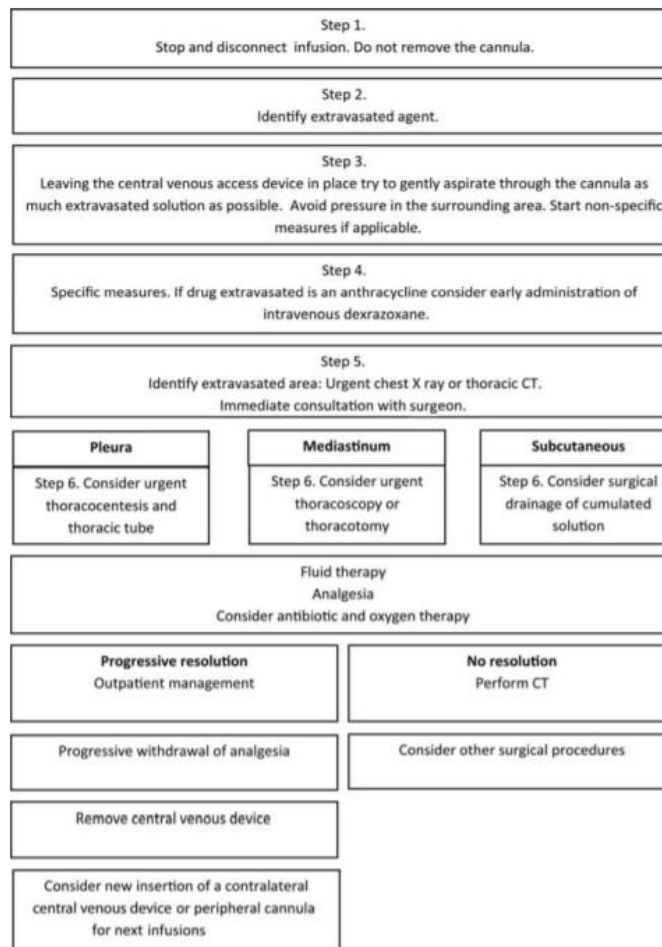 Step 1.
Stop and disconnect infusion. Do not remove the cannula.
Step 2.
Identify extravasated agent.
Step 3.
Leaving the central venous access device in place try to gently aspirate through the cannula as
much extravasated solution as possible. Avoid pressure in the surrounding area. Start non-specific
measures if applicable.
Step 4.
Specific measures. If drug extravasated is an anthracycline consider early administration of
intravenous dexrazoxane.
Step 5.
Identify extravasated area: Urgent chest X ray or thoracic CT.
Immediate consultation with surgeon.
Pleura
Step 6. Consider urgent
thoracocentesis and
thoracic tube
Mediastinum
Step 6. Consider urgent
thoracoscopy or
thoracotomy
Subcutaneous
Step 6. Consider surgical
drainage of cumulated
solution
Fluid therapy
Analgesia
Consider antibiotic and oxygen therapy
Progressive resolution
Outpatient management
No resolution
Perform CT
Progressive withdrawal of analgesia
Consider other surgical procedures
Remove central venous device
Consider new insertion of a contralateral
central venous device or peripheral cannula
for next infusions